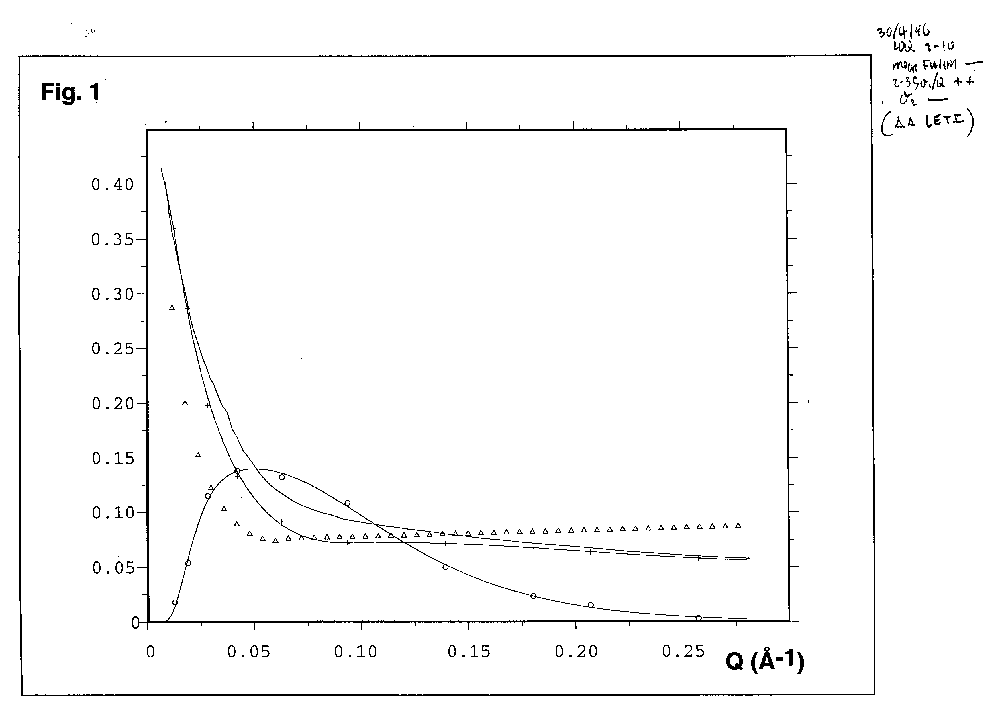 30/4/96
LOQ 2-10
mean FWHM —
2.35σ₁/Q + +
σ₂ —
(△△ LETI)
Fig. 1
0.40
0.35
0.30
0.25
0.20
0.15
0.10
0.05
0
0 0.05 0.10 0.15 0.20 0.25
Q (Å-1)